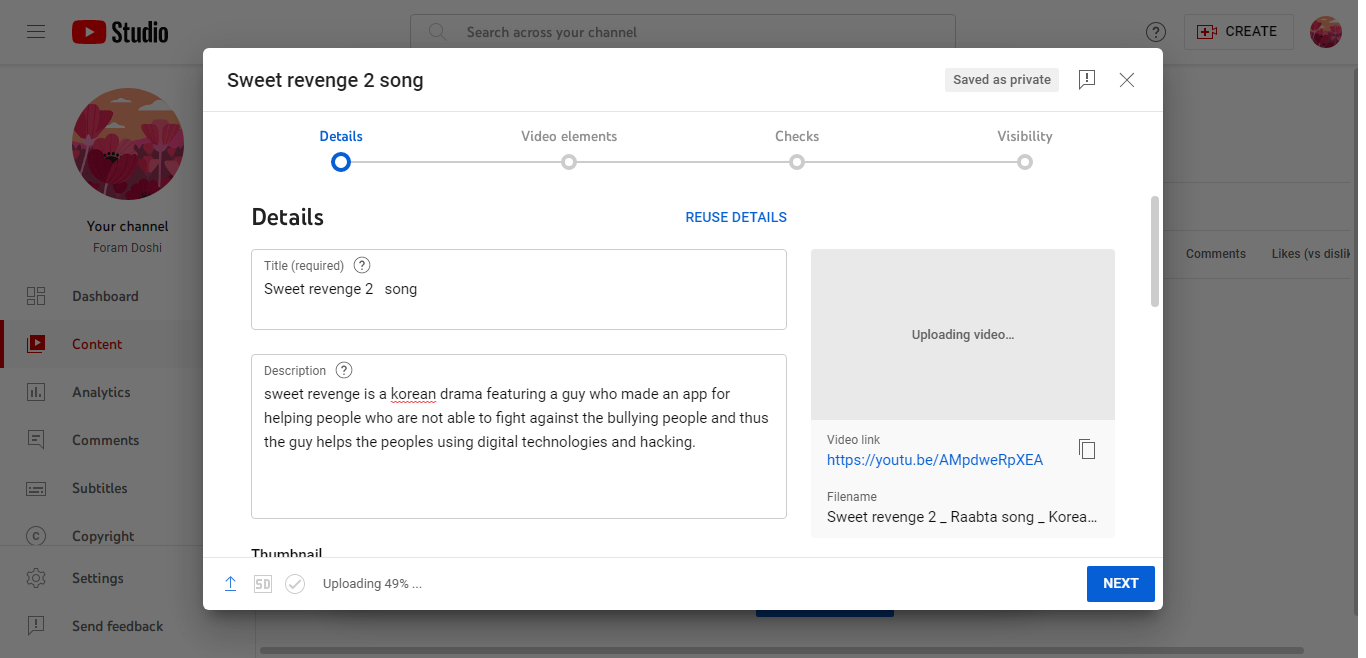 Studio
Search across your channel
CREATE
Sweet revenge 2 song
Saved as private
Details
Video elements
Checks
Visibility
Your channel
Foram Doshi
Dashboard
Content
Analytics
Comments
Subtitles
Copyright
Settings
Send feedback
Details
REUSE DETAILS
Title (required)
Sweet revenge 2   song
Description
sweet revenge is a korean drama featuring a guy who made an app for
helping people who are not able to fight against the bullying people and thus
the guy helps the peoples using digital technologies and hacking.
Thumbnail
Uploading video...
Video link
https://youtu.be/AMpdweRpXEA
Filename
Sweet revenge 2 _ Raabta song _ Korea...
Comments
Likes (vs dislik
SD
Uploading 49% ...
NEXT